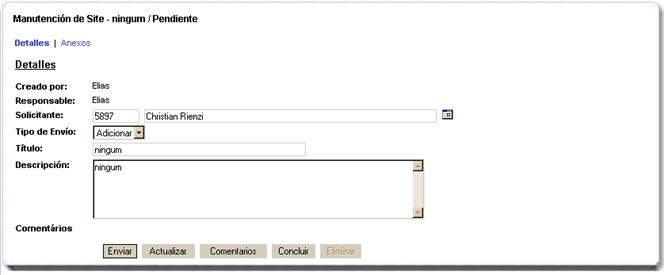 Manutención de Site - ningum / Pendiente
Detalles | Anexos
Detalles
Creado por: Elias
Responsable: Elias
Solicitante: 5897 Christian Rienzi
Tipo de Envío: Adicionar
Título: ningum
Descripción: ningum
Comentários
Enviar Actualizar Comentarios Concluir Eliminar